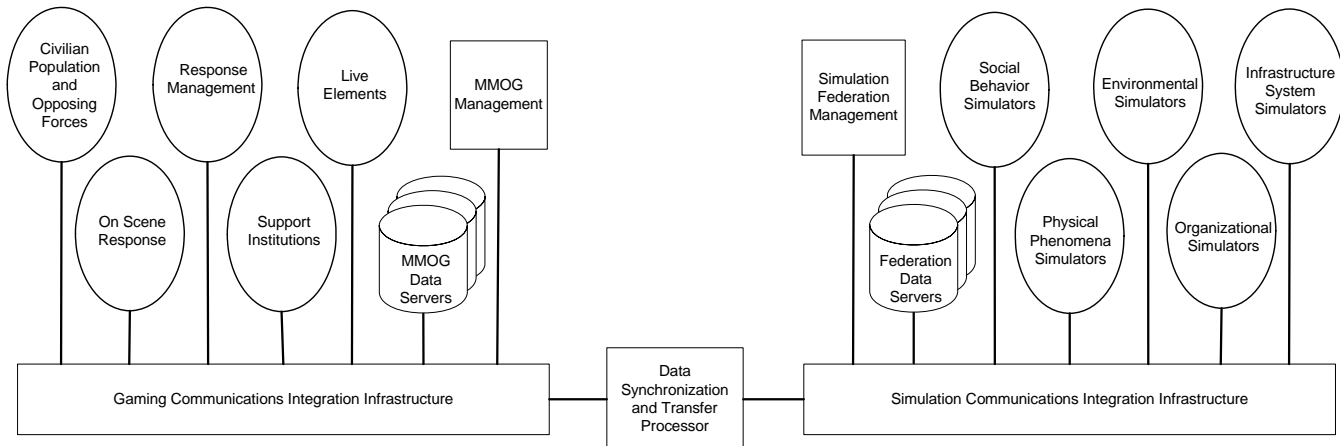 Civilian
Population
and
Opposing
Forces
Response
Management
Live
Elements
MMOG
Management
On Scene
Response
Support
Institutions
MMOG
Data
Servers
Gaming Communications Integration Infrastructure
Data
Synchronization
and Transfer
Processor
Simulation
Federation
Management
Social
Behavior
Simulators
Environmental
Simulators
Infrastructure
System
Simulators
Federation
Data
Servers
Physical
Phenomena
Simulators
Organizational
Simulators
Simulation Communications Integration Infrastructure